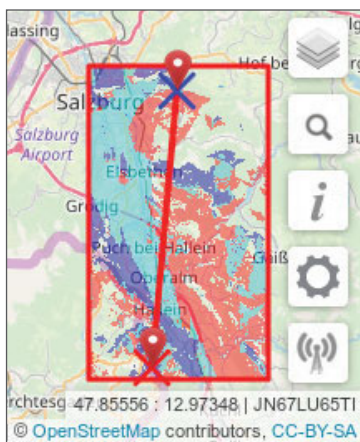 lassing
Hof be
Salzburg
Salzburg
Airport
Elsbethen
Grödig
Puch bei Hallein
Gaiß
Oberalm
Hallein
rchtesg 47.85556 : 12.97348 | JN67LU65TI
© OpenStreetMap contributors, CC-BY-SA